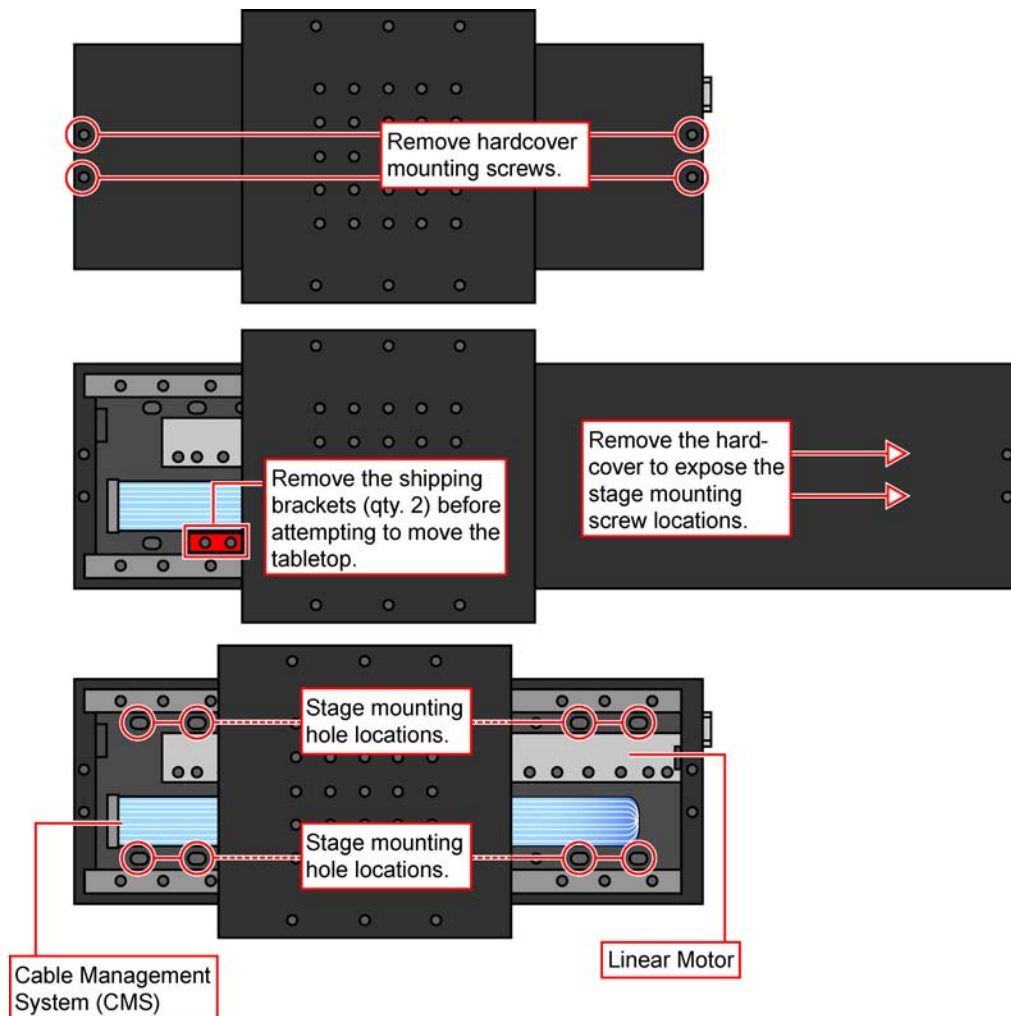 Remove hardcover
mounting screws.
Remove the shipping
brackets (qty. 2) before
attempting to move the
tabletop.
Remove the hard-
cover to expose the
stage mounting
screw locations.
Stage mounting
hole locations.
Stage mounting
hole locations.
Linear Motor
Cable Management
System (CMS)